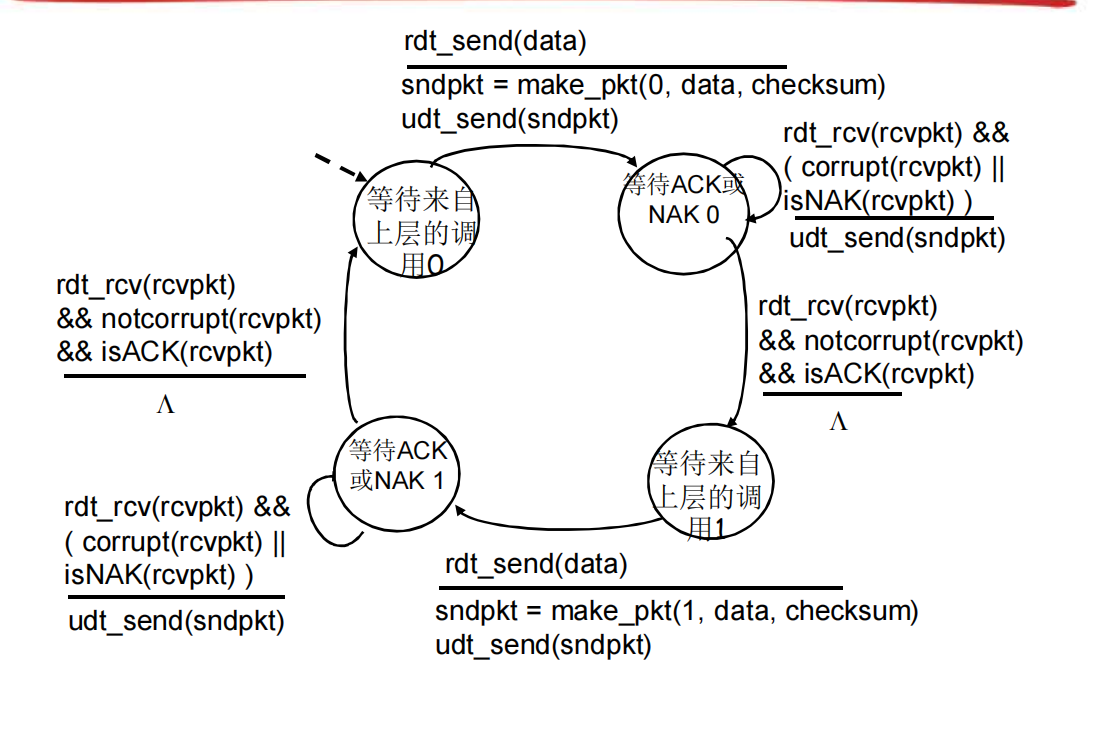 rdt_send(data)
sndpkt = make_pkt(0, data, checksum)
udt_send(sndpkt)
等待来自
上层的调
用0
等待ACK或
NAK 0
rdt_rcv(rcvpkt) &&
( corrupt(rcvpkt) ||
isNAK(rcvpkt) )
udt_send(sndpkt)
rdt_rcv(rcvpkt)
&& notcorrupt(rcvpkt)
&& isACK(rcvpkt)
Λ
rdt_rcv(rcvpkt)
&& notcorrupt(rcvpkt)
&& isACK(rcvpkt)
Λ
等待ACK
或NAK 1
等待来自
上层的调
用1
rdt_rcv(rcvpkt) &&
( corrupt(rcvpkt) ||
isNAK(rcvpkt) )
udt_send(sndpkt)
rdt_send(data)
sndpkt = make_pkt(1, data, checksum)
udt_send(sndpkt)